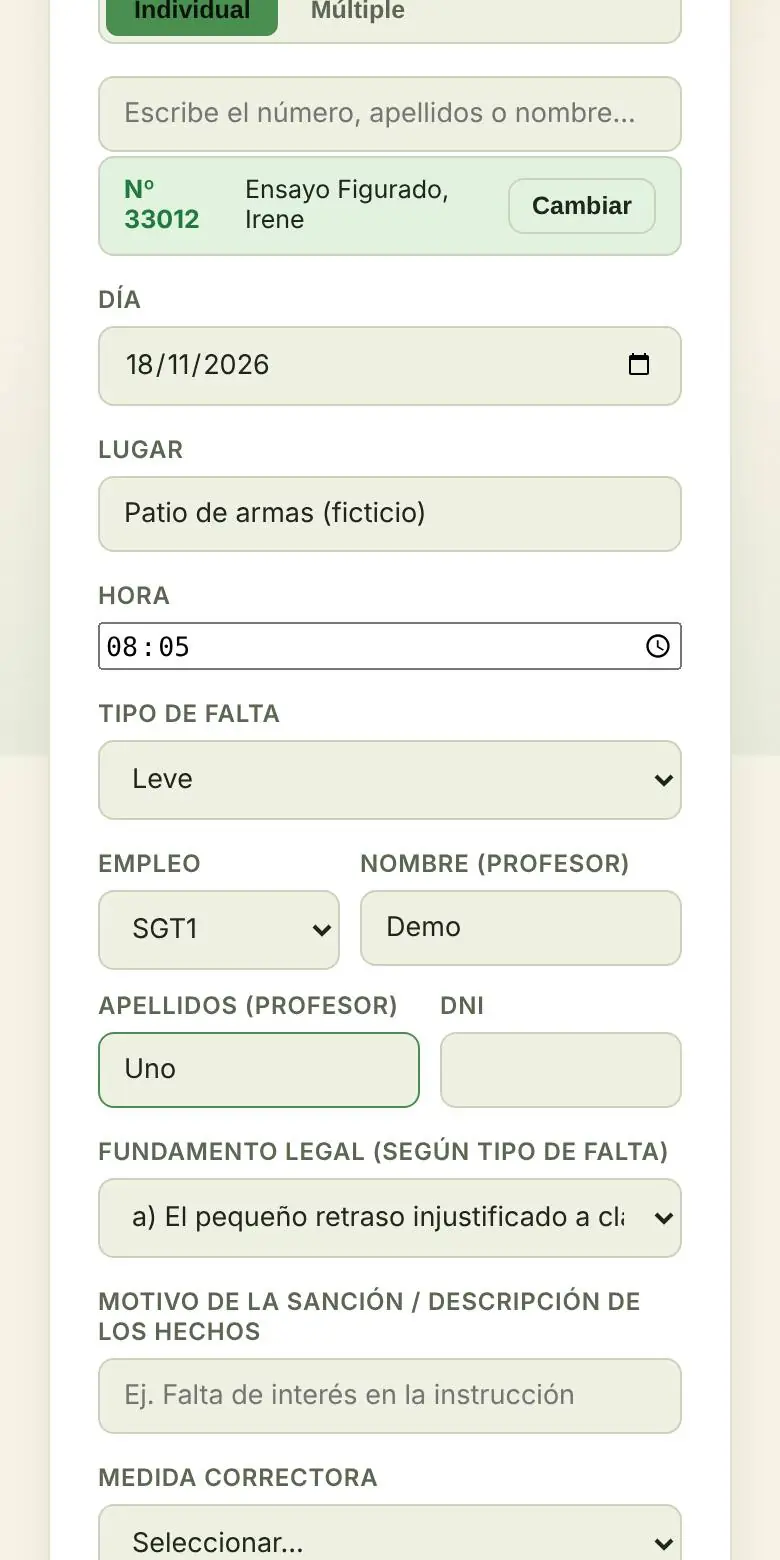 Individual
Múltiple
Escribe el número, apellidos o nombre...
Nº
33012
Ensayo Figurado,
Irene
Cambiar
DÍA
18/11/2026
LUGAR
Patio de armas (ficticio)
HORA
08:05
TIPO DE FALTA
Leve
EMPLEO
NOMBRE (PROFESOR)
SGT1
Demo
APELLIDOS (PROFESOR)
DNI
Uno
FUNDAMENTO LEGAL (SEGÚN TIPO DE FALTA)
a) El pequeño retraso injustificado a cl
MOTIVO DE LA SANCIÓN / DESCRIPCIÓN DE
LOS HECHOS
Ej. Falta de interés en la instrucción
MEDIDA CORRECTORA
Seleccionar...